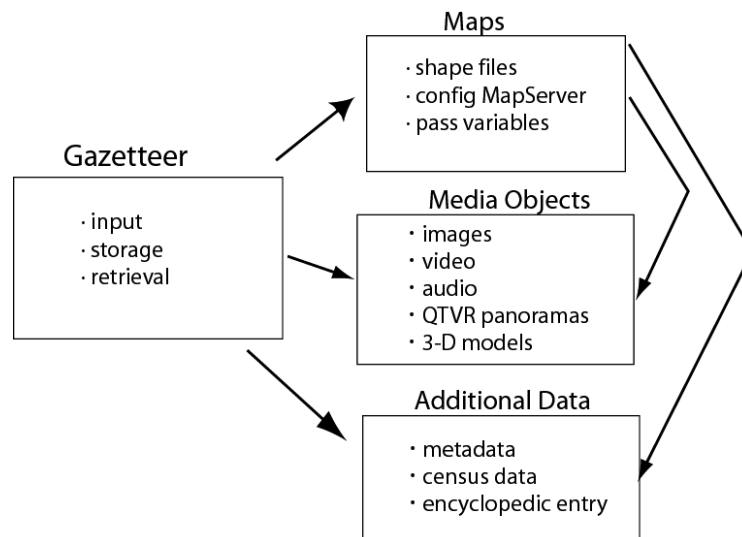 Maps
· shape files
· config MapServer
· pass variables
Gazetteer
· input
· storage
· retrieval
Media Objects
· images
· video
· audio
· QTVR panoramas
· 3-D models
Additional Data
· metadata
· census data
· encyclopedic entry